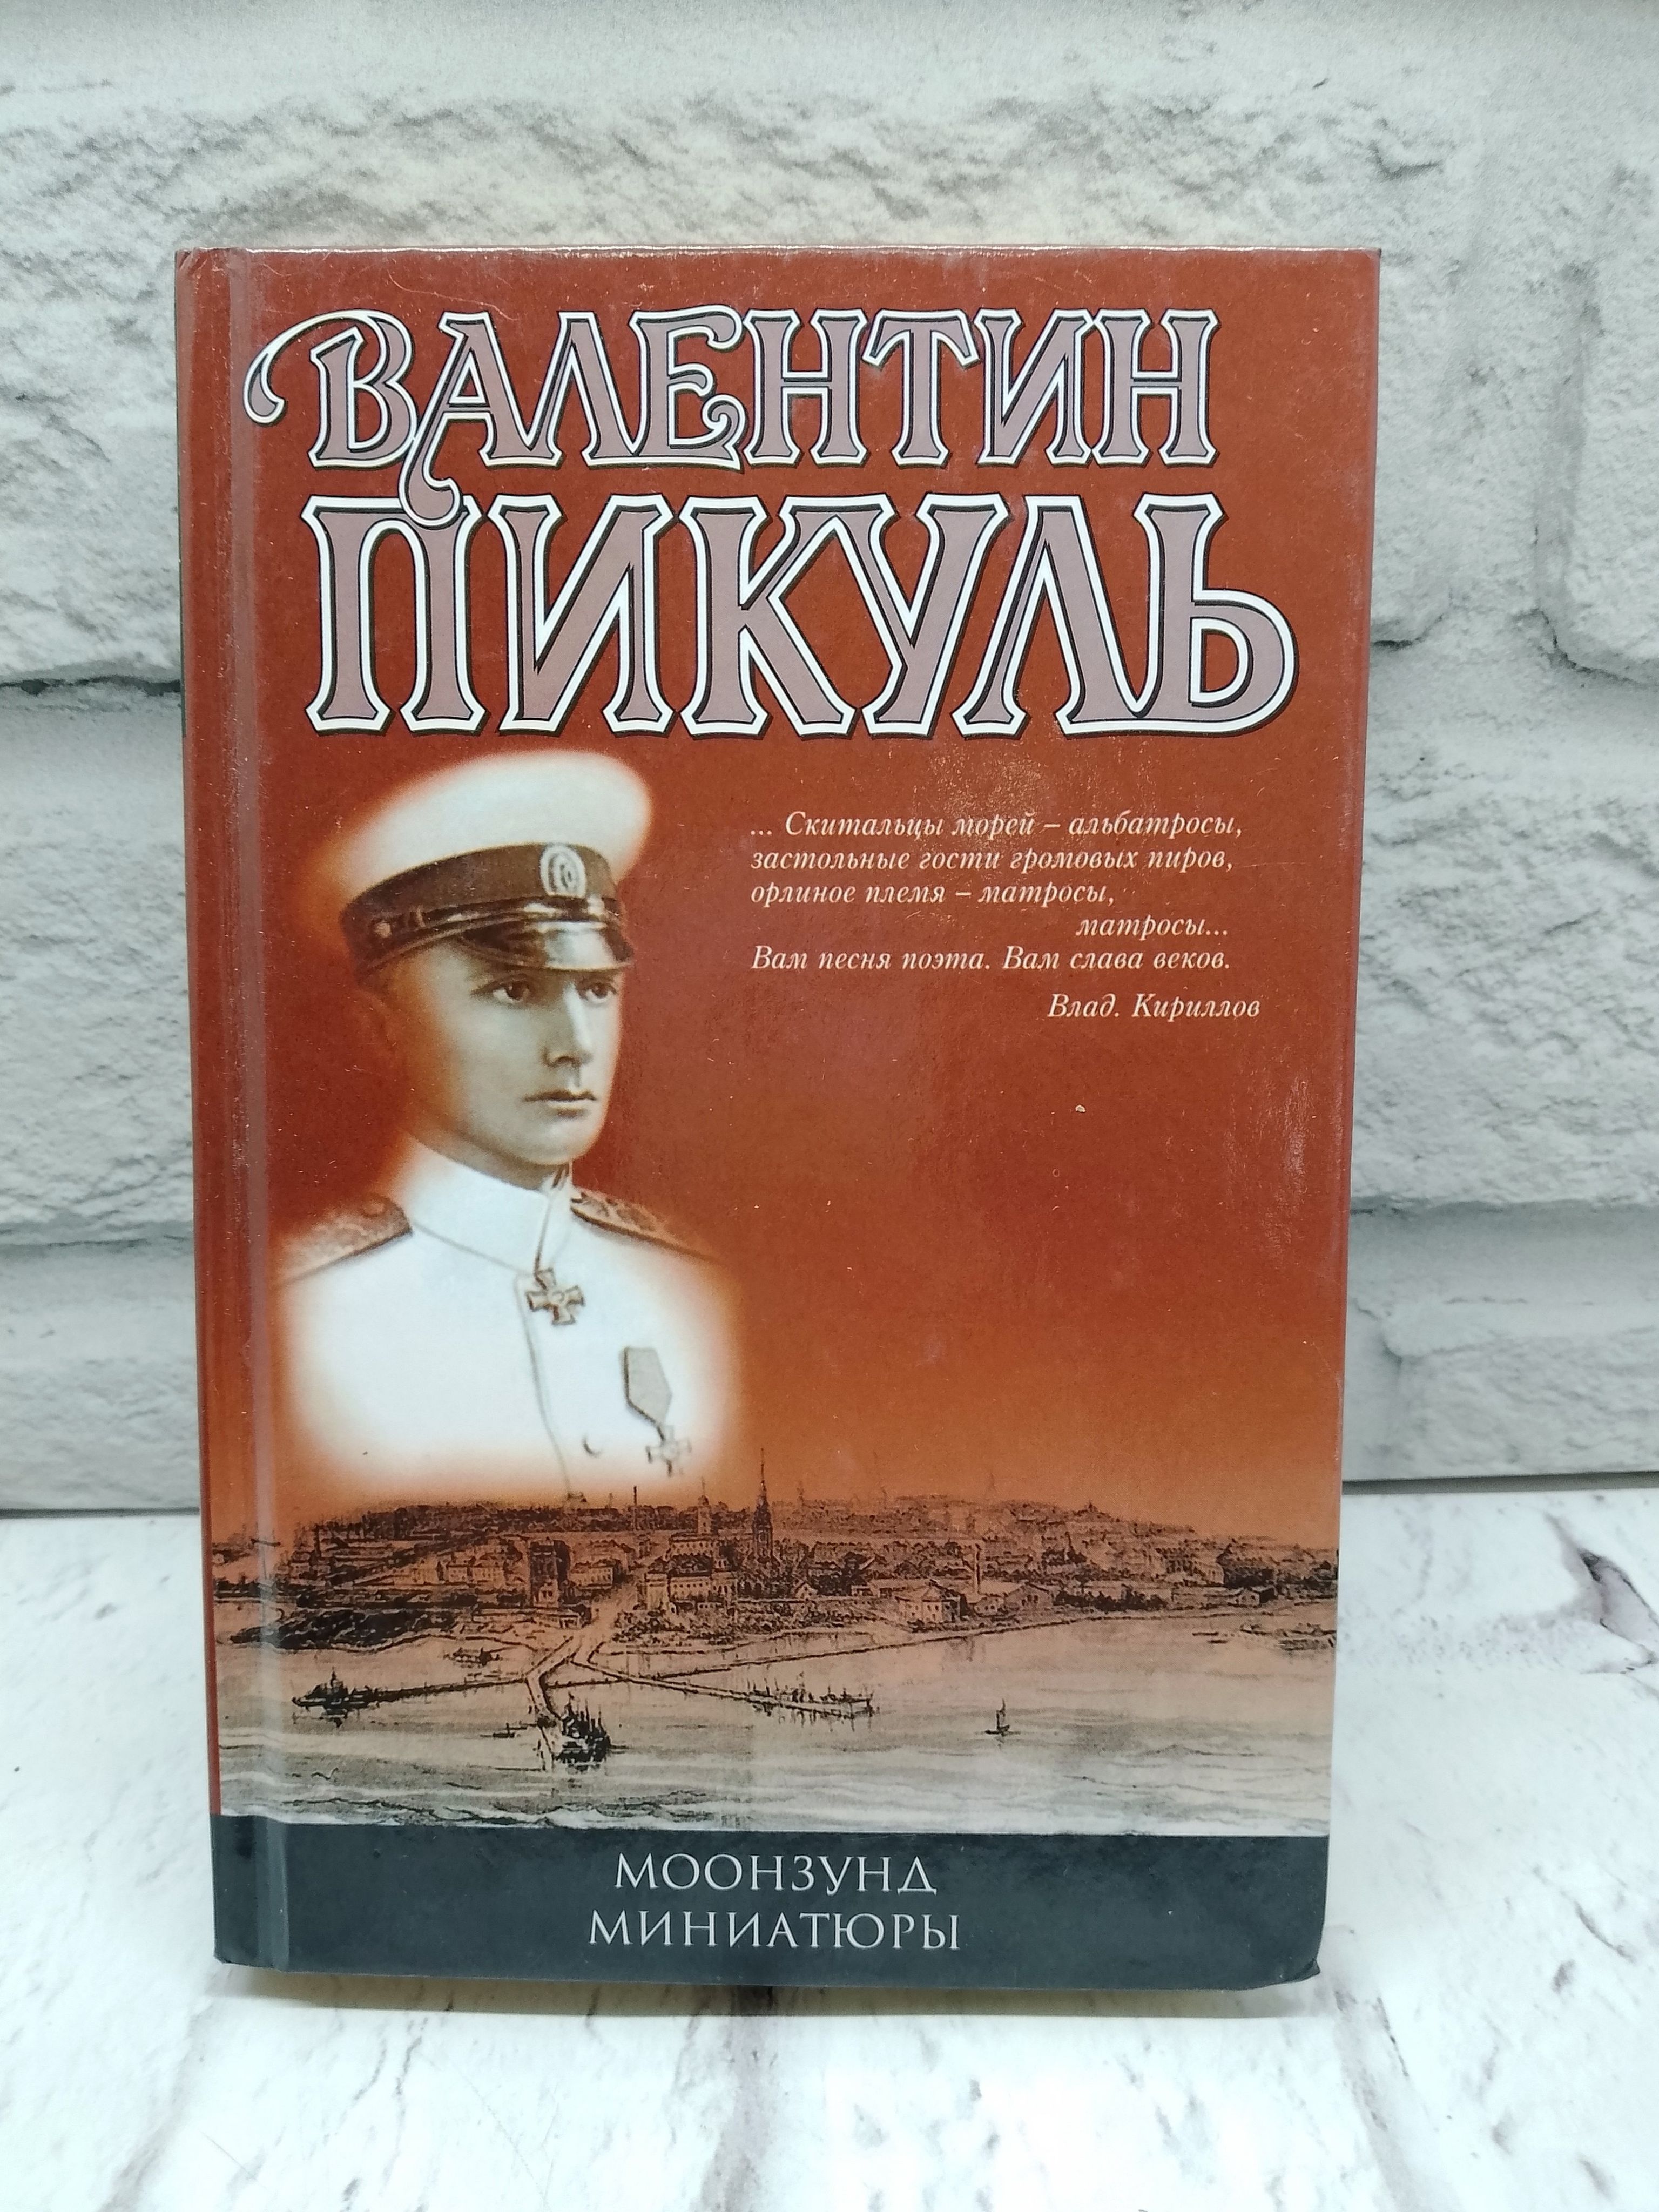 ВАЛЕНТИН
ПИКУЛЬ
... Скитальцы морей – альбатросы,
застольные гости громовых пиров,
орлиное племя – матросы,
матросы...
Вам песня поэта. Вам слава веков.
Влад. Кириллов
МООНЗУНД
МИНИАТЮРЫ